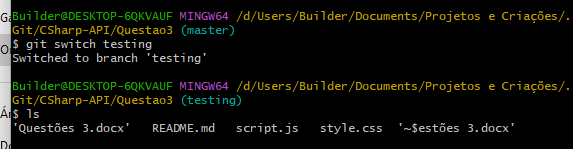 Ga
Builder@DESKTOP-6QKVAUF MINGW64 /d/Users/Builder/Documents/Projetos e Criações/.
Git/CSharp-API/Questao3 (master)
$ git switch testing
Switched to branch 'testing'
Builder@DESKTOP-6QKVAUF MINGW64 /d/Users/Builder/Documents/Projetos e Criações/.
Git/CSharp-API/Questao3 (testing)
$ ls
'Questões 3.docx' README.md script.js style.css '~$estões 3.docx'